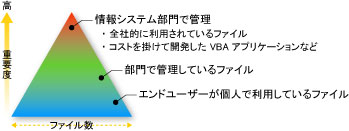 高
重要度
情報システム部門で管理
・ 全社的に利用されているファイル
・ コストを掛けて開発した VBA アプリケーションなど
部門で管理しているファイル
エンドユーザーが個人で利用しているファイル
ファイル数